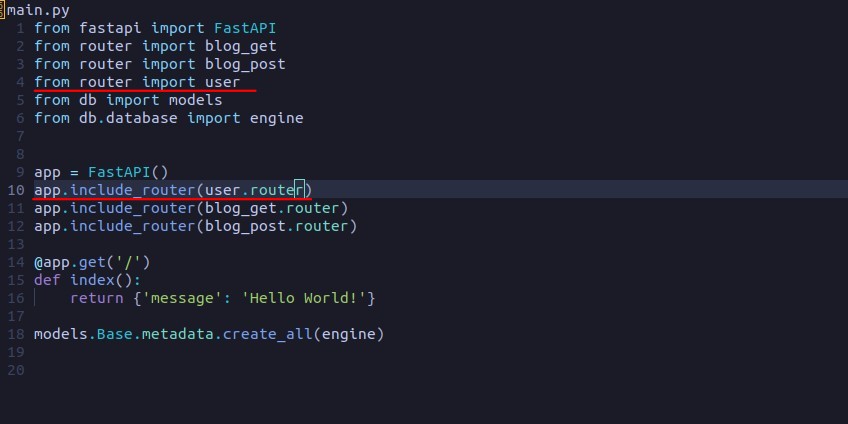 main.py
1 from fastapi import FastAPI
2 from router import blog_get
3 from router import blog_post
4 from router import user
5 from db import models
6 from db.database import engine
7
8
9 app = FastAPI()
10 app.include_router(user.router)
11 app.include_router(blog_get.router)
12 app.include_router(blog_post.router)
13
14 @app.get('/')
15 def index():
16     return {'message': 'Hello World!'}
17
18 models.Base.metadata.create_all(engine)
19
20